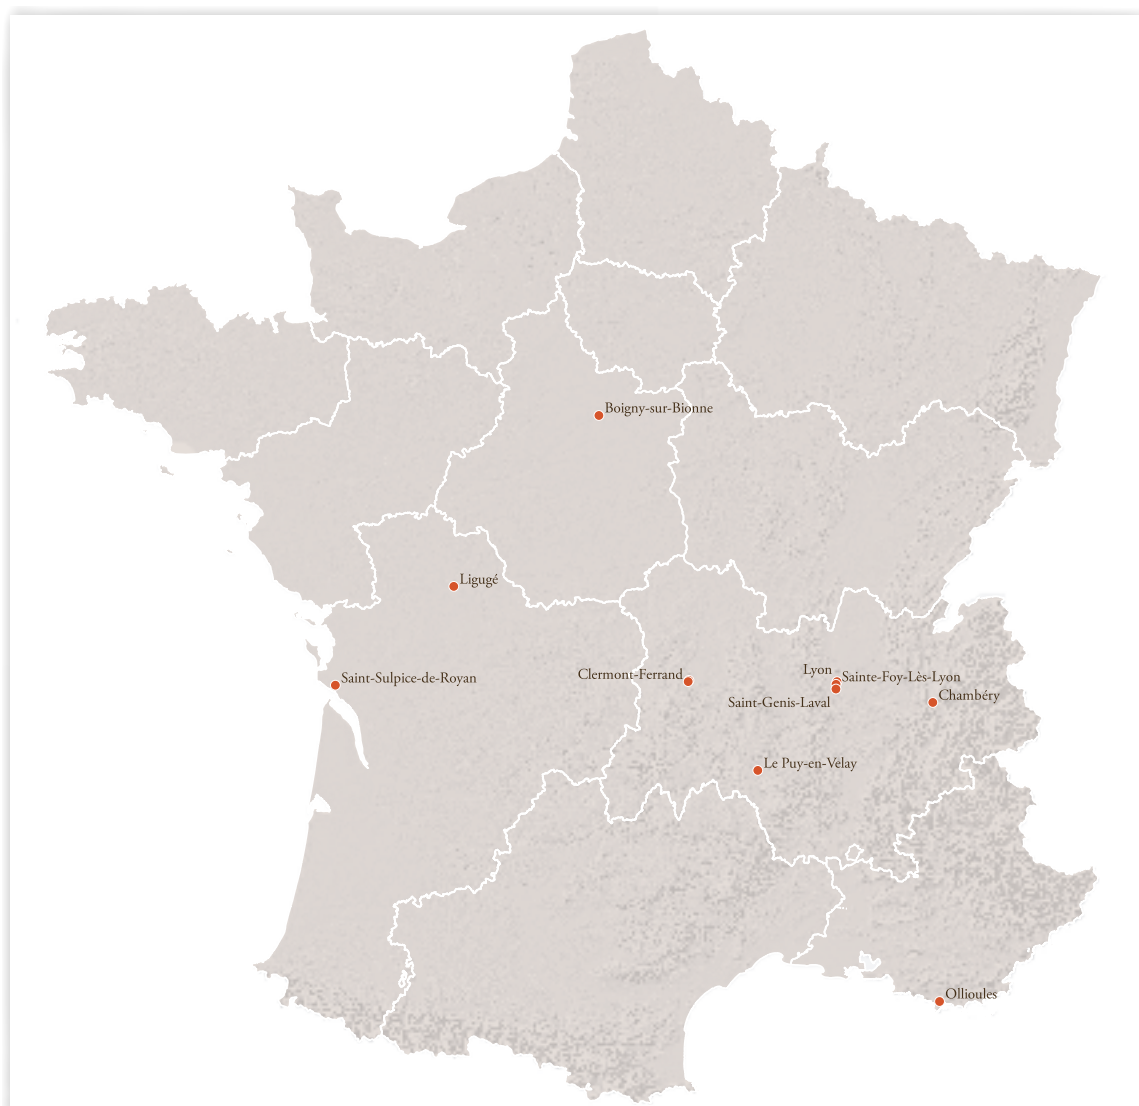 Boigny-sur-Bionne
Ligugé
Saint-Sulpice-de-Royan
Clermont-Ferrand
Lyon
Sainte-Foy-Lès-Lyon
Saint-Genis-Laval
Chambéry
Le Puy-en-Velay
Ollioules